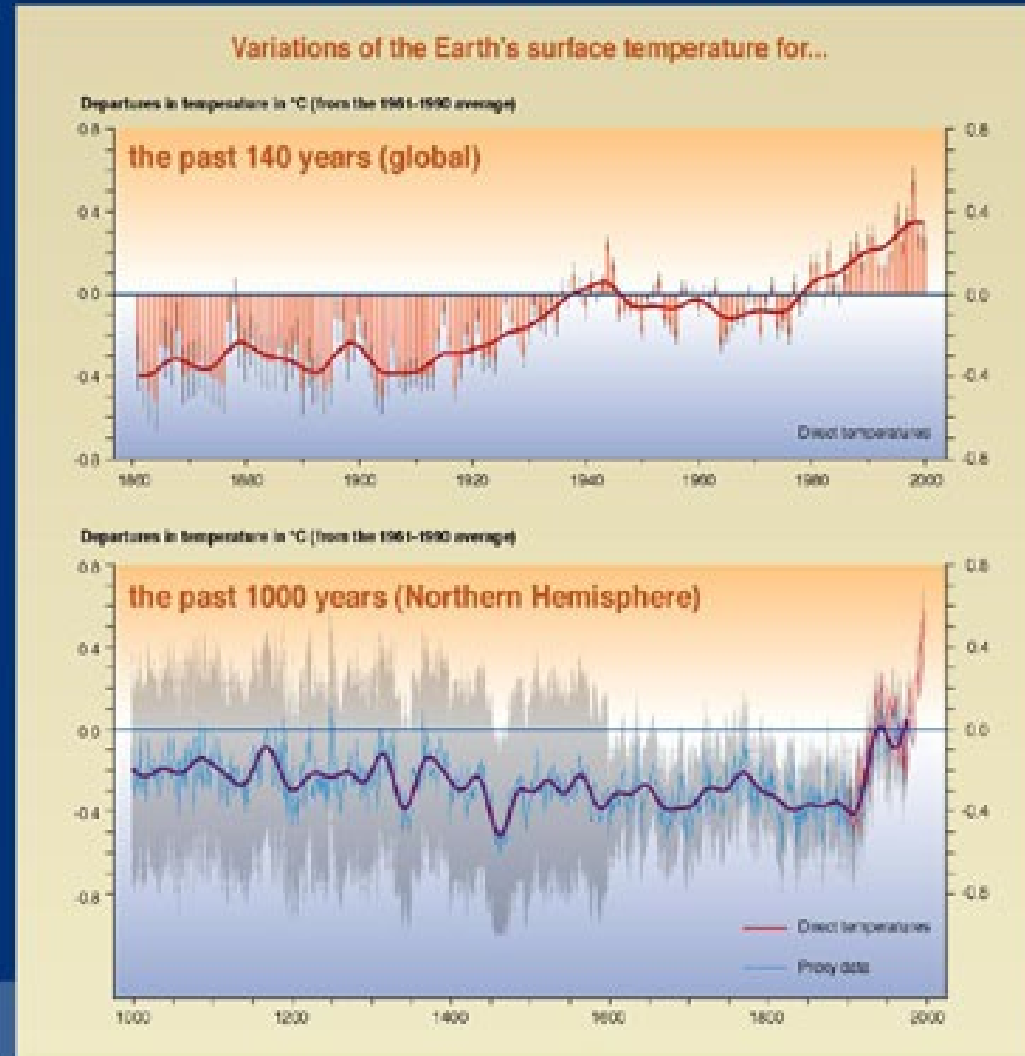 Variations of the Earth's surface temperature for...
Departures in temperature in °C (from the 1961-1990 average)
the past 140 years (global)
0.8 0.8
0.4 0.4
0.0 0.0
-0.4 -0.4
-0.8 -0.8
Direct temperatures
1860 1880 1900 1920 1940 1960 1980 2000
Departures in temperature in °C (from the 1961-1990 average)
the past 1000 years (Northern Hemisphere)
0.8 0.8
0.4 0.4
0.0 0.0
-0.4 -0.4
-0.8 -0.8
Direct temperatures
Proxy data
1000 1200 1400 1600 1800 2000